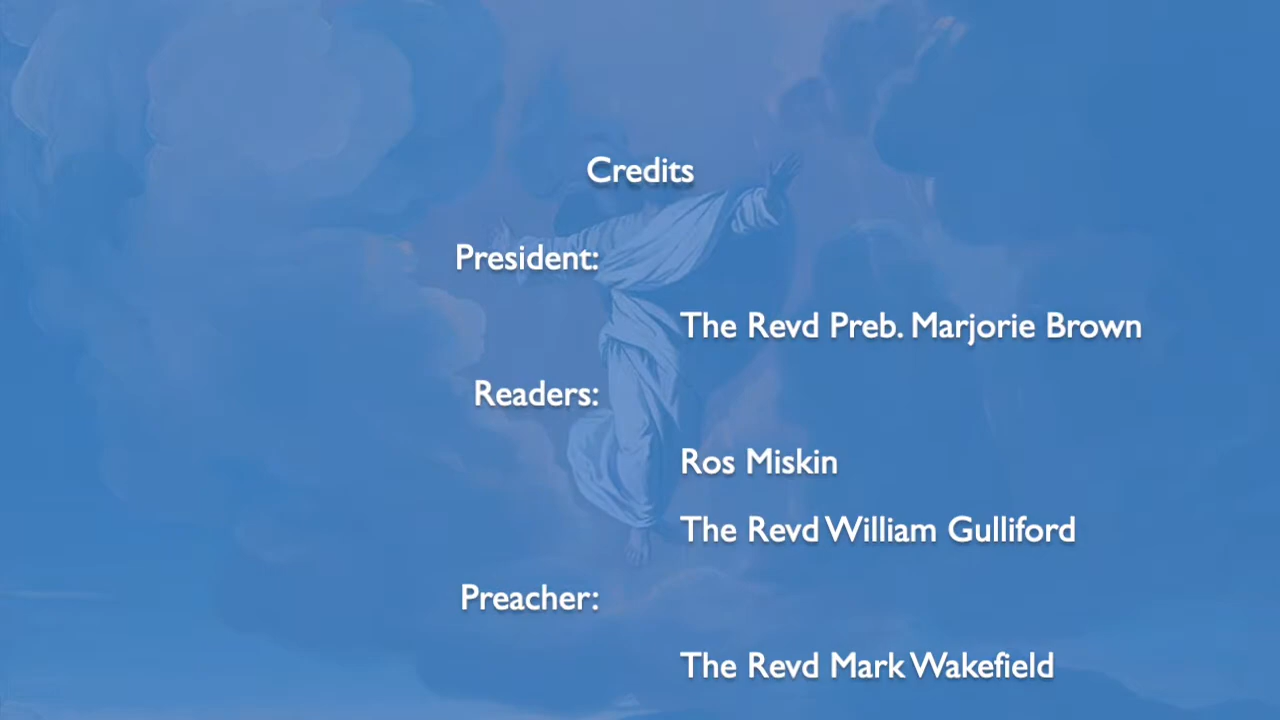 Credits
President:
The Revd Preb. Marjorie Brown
Readers:
Ros Miskin
The Revd William Gulliford
Preacher:
The Revd Mark Wakefield